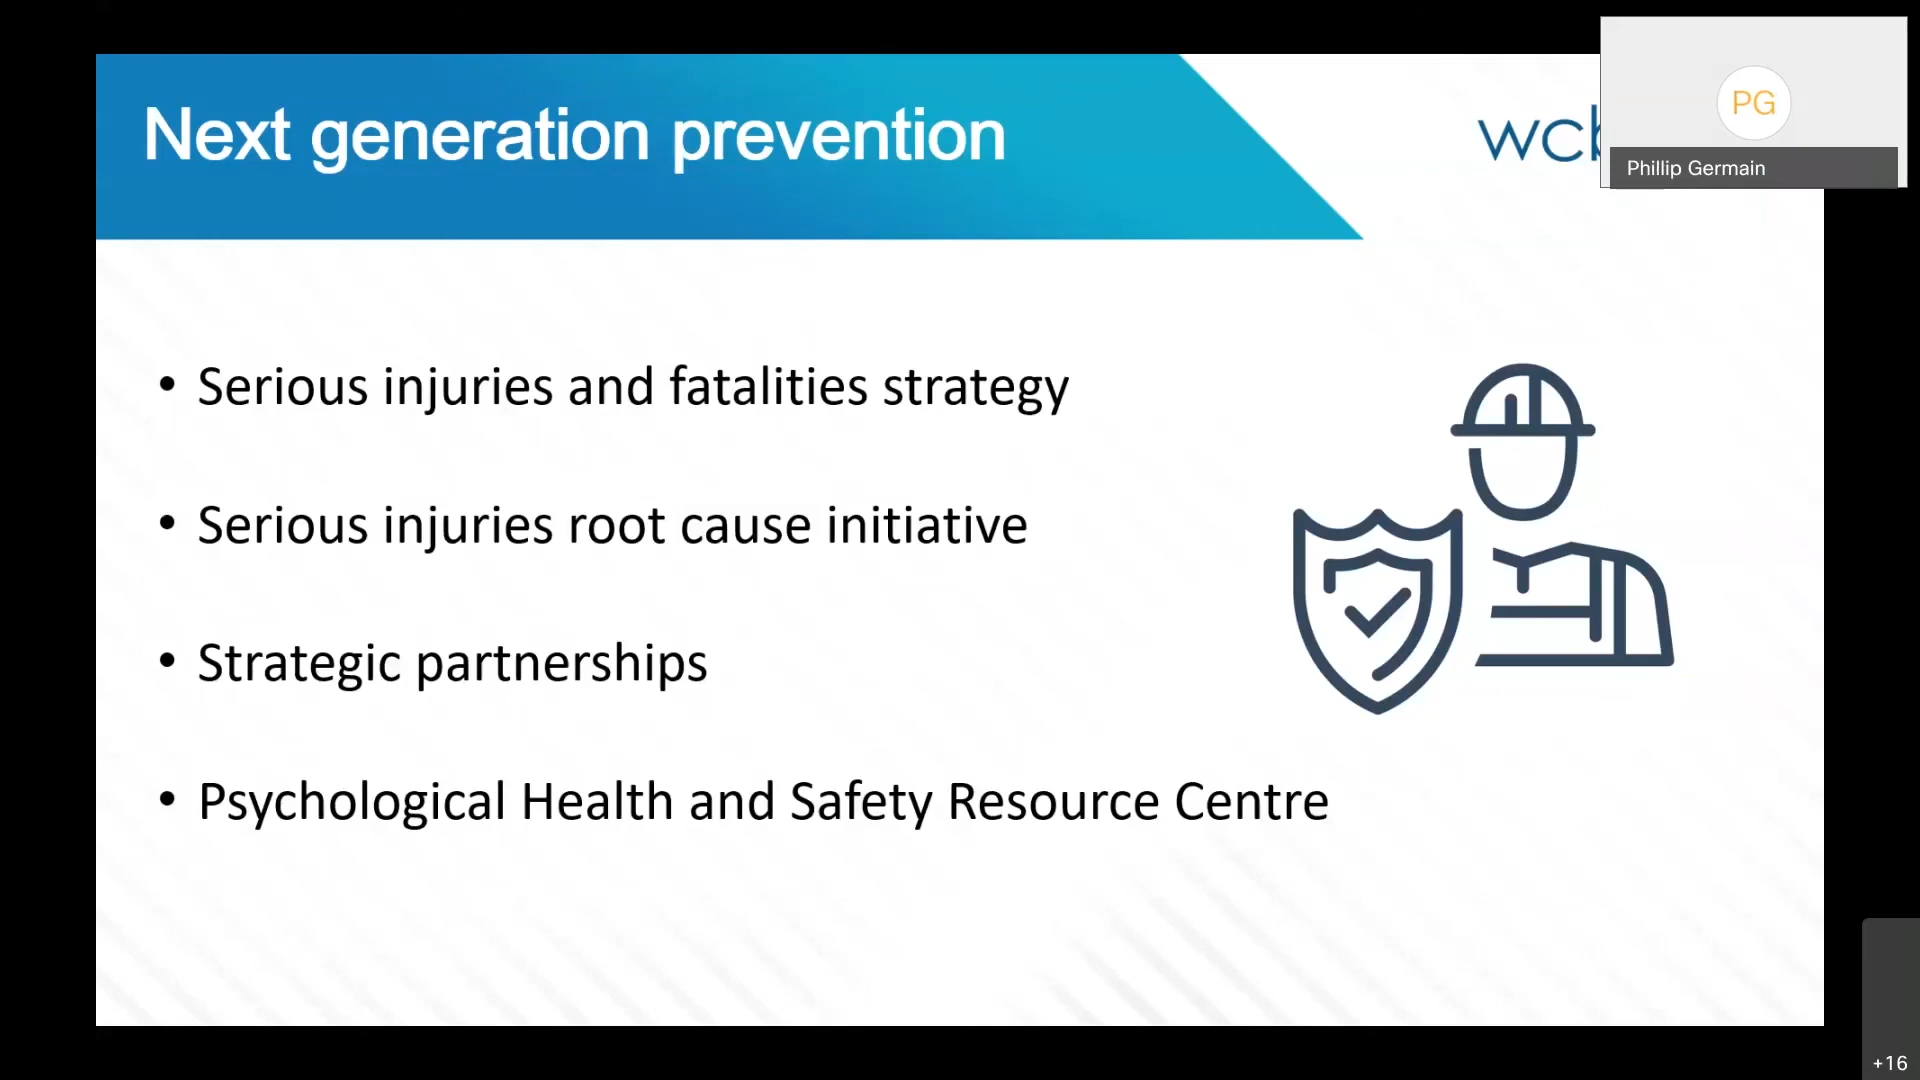 Next generation prevention
wcb
PG
Phillip Germain
• Serious injuries and fatalities strategy
• Serious injuries root cause initiative
• Strategic partnerships
• Psychological Health and Safety Resource Centre
+16